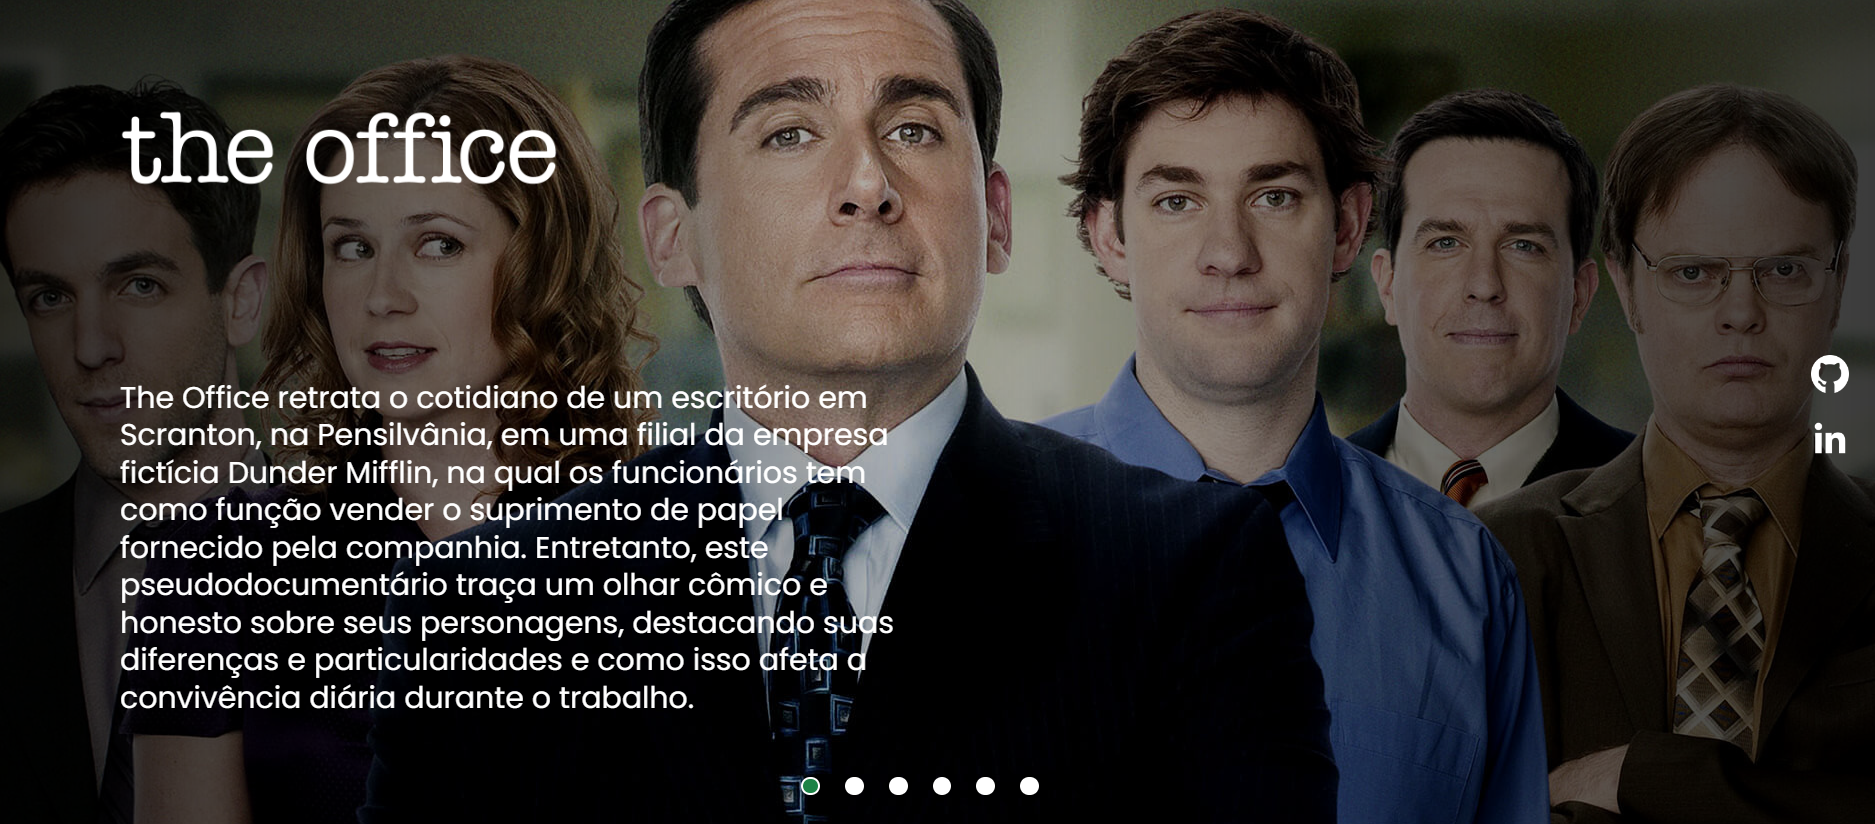 the office
The Office retrata o cotidiano de um escritório em
Scranton, na Pensilvânia, em uma filial da empresa
fictícia Dunder Mifflin, na qual os funcionários tem
como função vender o suprimento de papel
fornecido pela companhia. Entretanto, este
pseudodocumentário traça um olhar cômico e
honesto sobre seus personagens, destacando suas
diferenças e particularidades e como isso afeta a
convivência diária durante o trabalho.
in